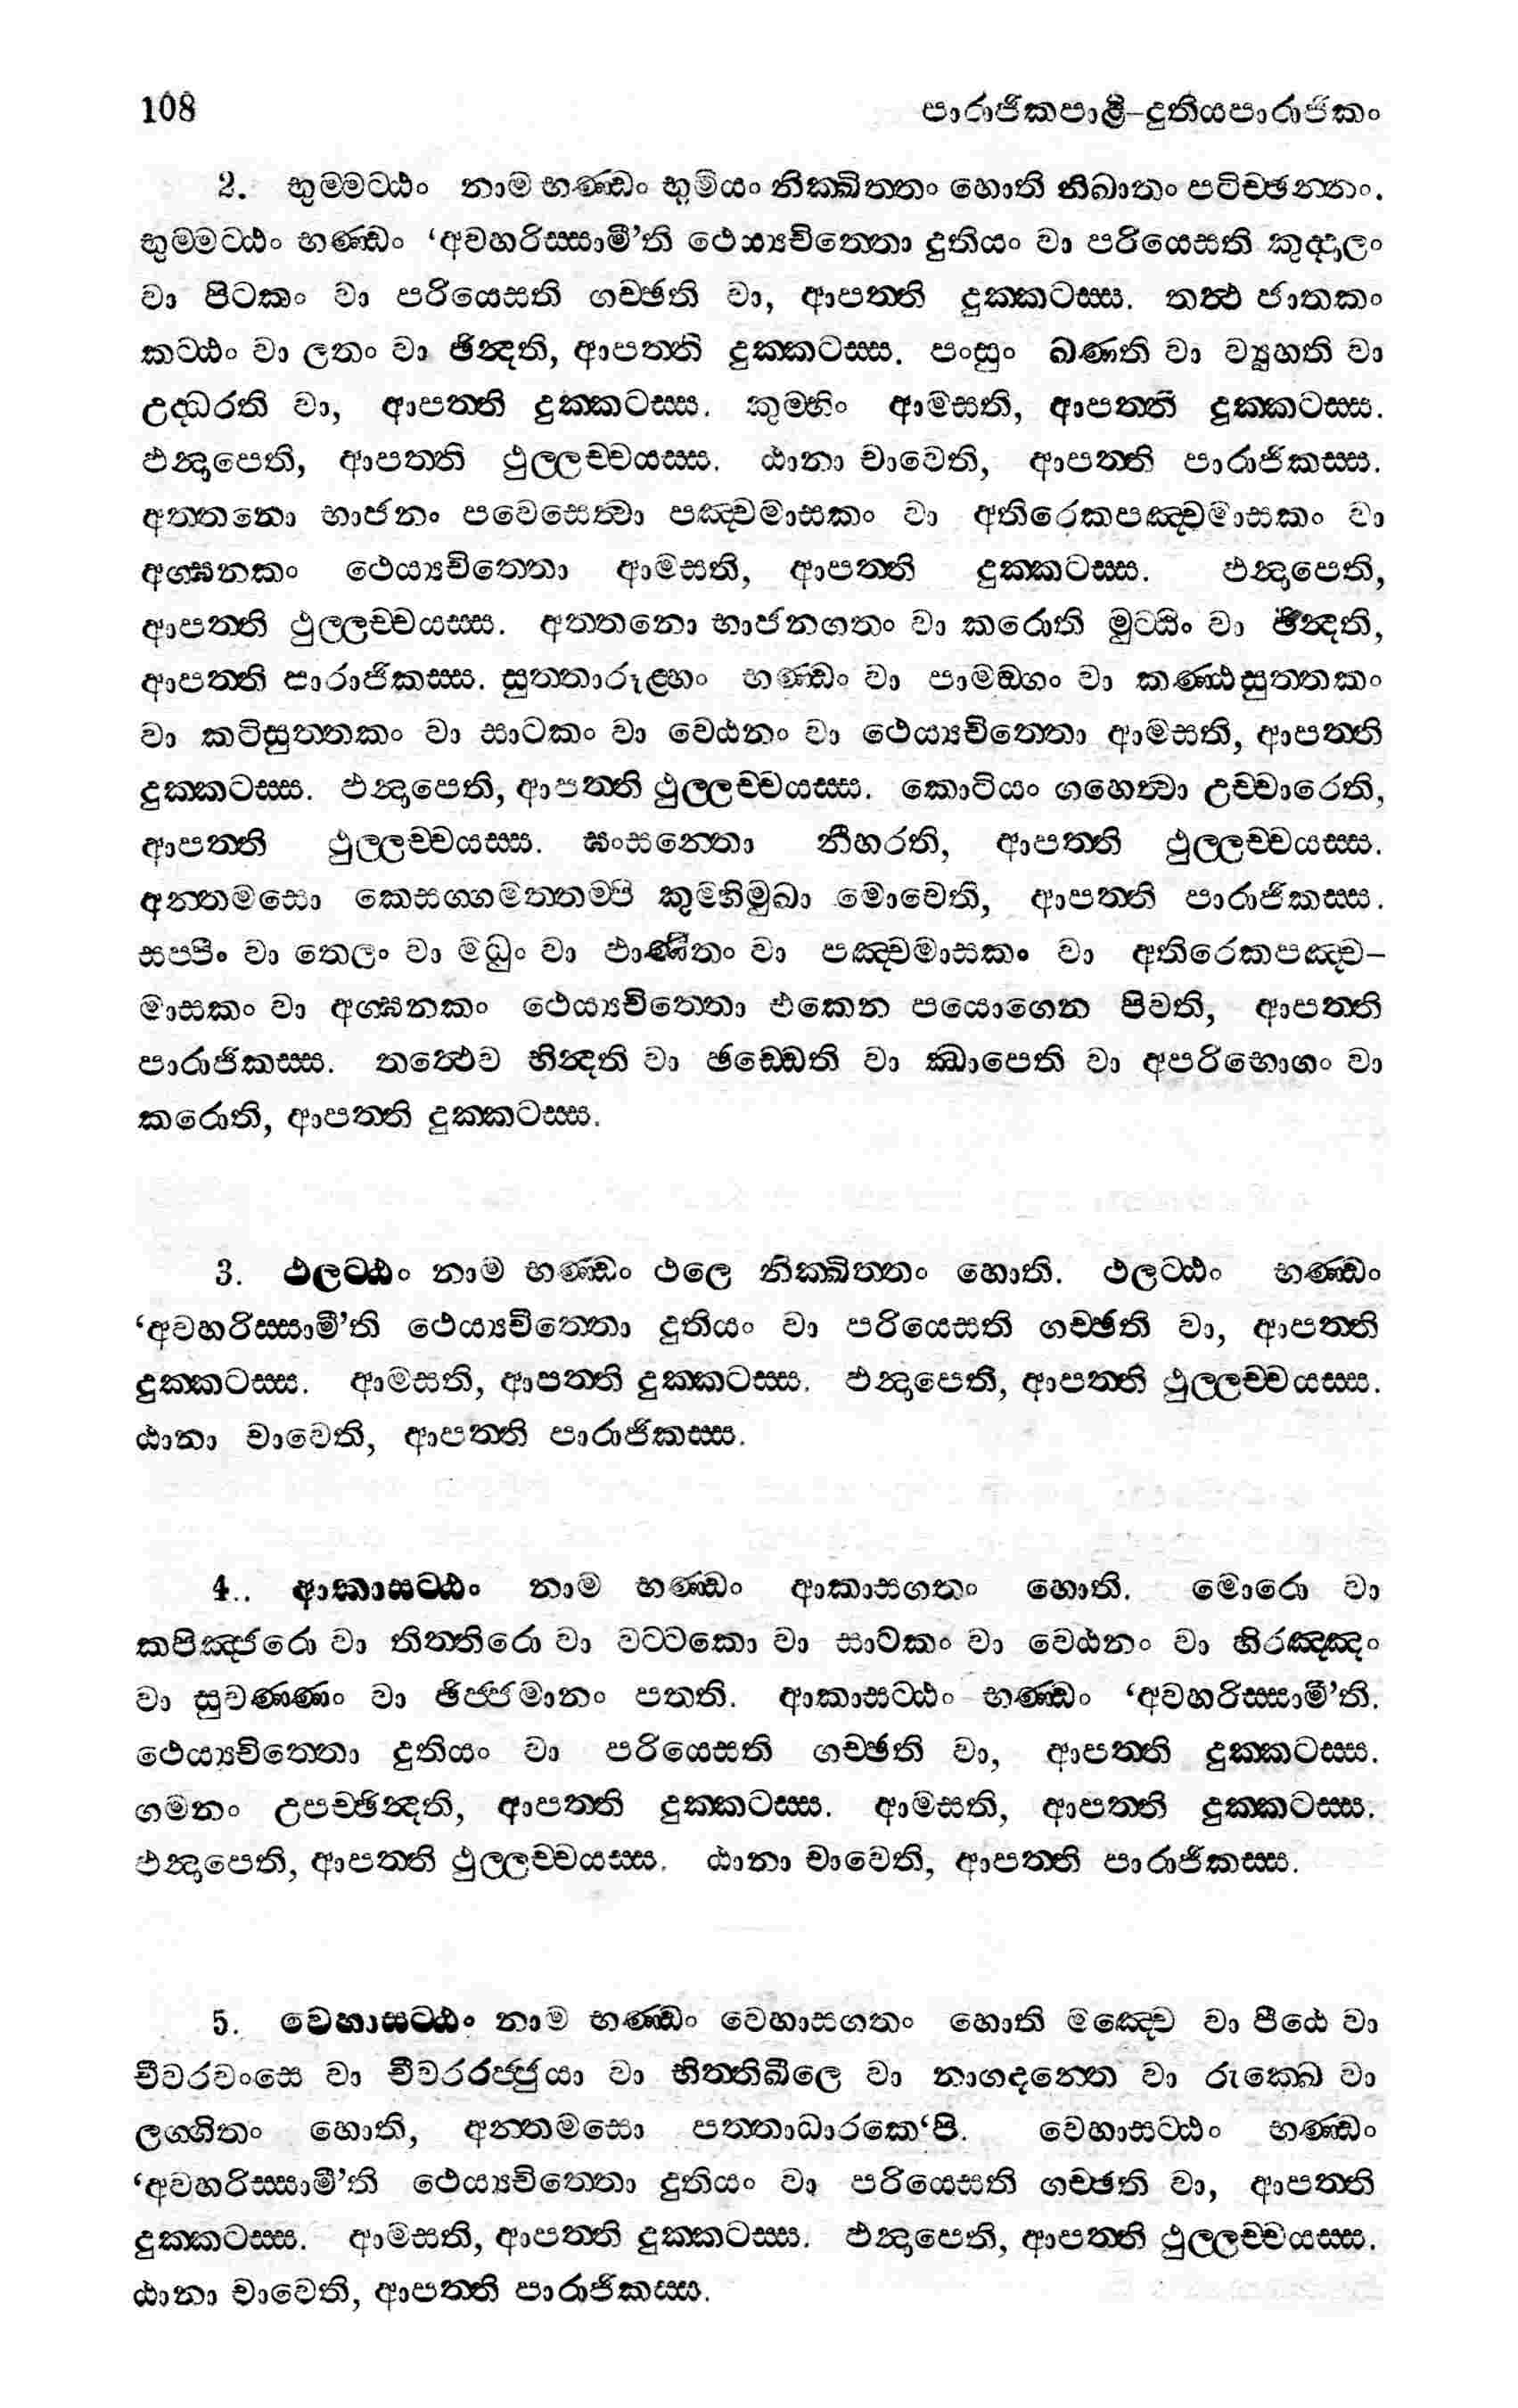 108 පාරාජිකපාළි–දුතියපාරාජිකං
2. භුම්මට්ඨං නාම භණ්ඩං භූමියං නික්ඛිත්තං හොති නිඛාතං පටිච්ඡන්නං.
භුම්මට්ඨං භණ්ඩං ‘අවහරිස්සාමී’ති ථෙය්‍යචිත්තො දුතියං වා පරියෙසති කුද්දාලං
වා පිටකං වා පරියෙසති ගච්ඡති වා, ආපත්ති දුක්කටස්ස. තත්ථ ජාතකං
කට්ඨං වා ලතං වා ඡින්දති, ආපත්ති දුක්කටස්ස. පංසුං ඛණති වා ව්‍යූහති වා
උද්ධරති වා, ආපත්ති දුක්කටස්ස. කුම්භිං ආමසති, ආපත්ති දුක්කටස්ස.
ඵන්දාපෙති, ආපත්ති ථුල්ලච්චයස්ස. ඨානා චාවෙති, ආපත්ති පාරාජිකස්ස.
අත්තනො භාජනං පවෙසෙත්වා පඤ්චමාසකං වා අතිරෙකපඤ්චමාසකං වා
අග්ඝනකං ථෙය්‍යචිත්තො ආමසති, ආපත්ති දුක්කටස්ස. ඵන්දාපෙති,
ආපත්ති ථුල්ලච්චයස්ස. අත්තනො භාජනගතං වා කරොති මුට්ඨිං වා ඡින්දති,
ආපත්ති පාරාජිකස්ස. සුත්තාරූළ්හං භණ්ඩං වා පාමඞ්ගං වා කණ්ඨසුත්තකං
වා කටිසුත්තකං වා සාටකං වා වෙඨනං වා ථෙය්‍යචිත්තො ආමසති, ආපත්ති
දුක්කටස්ස. ඵන්දාපෙති, ආපත්ති ථුල්ලච්චයස්ස. කොටියං ගහෙත්වා උච්චාරෙති,
ආපත්ති ථුල්ලච්චයස්ස. ඝංසන්තො නීහරති, ආපත්ති ථුල්ලච්චයස්ස.
අන්තමසො කෙසග්ගමත්තම්පි කුම්භිමුඛා මොචෙති, ආපත්ති පාරාජිකස්ස.
සප්පිං වා තෙලං වා මධුං වා ඵාණිතං වා පඤ්චමාසකං වා අතිරෙකපඤ්ච–
මාසකං වා අග්ඝනකං ථෙය්‍යචිත්තො එකෙන පයොගෙන පිවති, ආපත්ති
පාරාජිකස්ස. තත්ථෙව භින්දති වා ඡඩ්ඩෙති වා ඣාපෙති වා අපරිභොගං වා
කරොති, ආපත්ති දුක්කටස්ස.
3. ථලට්ඨං නාම භණ්ඩං ථලෙ නික්ඛිත්තං හොති. ථලට්ඨං භණ්ඩං
‘අවහරිස්සාමී’ති ථෙය්‍යචිත්තො දුතියං වා පරියෙසති ගච්ඡති වා, ආපත්ති
දුක්කටස්ස. ආමසති, ආපත්ති දුක්කටස්ස. ඵන්දාපෙති, ආපත්ති ථුල්ලච්චයස්ස.
ඨානා චාවෙති, ආපත්ති පාරාජිකස්ස.
4.. ආකාසට්ඨං නාම භණ්ඩං ආකාසගතං හොති. මොරො වා
කපිඤ්ජරො වා තිත්තිරො වා වට්ටකො වා සාටකං වා වෙඨනං වා හිරඤ්ඤං
වා සුවණ්ණං වා ඡිජ්ජමානං පතති. ආකාසට්ඨං භණ්ඩං ‘අවහරිස්සාමී’ති.
ථෙය්‍යචිත්තො දුතියං වා පරියෙසති ගච්ඡති වා, ආපත්ති දුක්කටස්ස.
ගමනං උපච්ඡින්දති, ආපත්ති දුක්කටස්ස. ආමසති, ආපත්ති දුක්කටස්ස.
ඵන්දාපෙති, ආපත්ති ථුල්ලච්චයස්ස. ඨානා චාවෙති, ආපත්ති පාරාජිකස්ස.
5. වෙහාසට්ඨං නාම භණ්ඩං වෙහාසගතං හොති මඤ්චෙ වා පීඨෙ වා
චීවරවංසෙ වා චීවරරජ්ජුයා වා භිත්තිඛීලෙ වා නාගදන්තෙ වා රුක්ඛෙ වා
ලග්ගිතං හොති, අන්තමසො පත්තාධාරකෙ‘පි. වෙහාසට්ඨං භණ්ඩං
‘අවහරිස්සාමී’ති ථෙය්‍යචිත්තො දුතියං වා පරියෙසති ගච්ඡති වා, ආපත්ති
දුක්කටස්ස. ආමසති, ආපත්ති දුක්කටස්ස. ඵන්දාපෙති, ආපත්ති ථුල්ලච්චයස්ස.
ඨානා චාවෙති, ආපත්ති පාරාජිකස්ස.